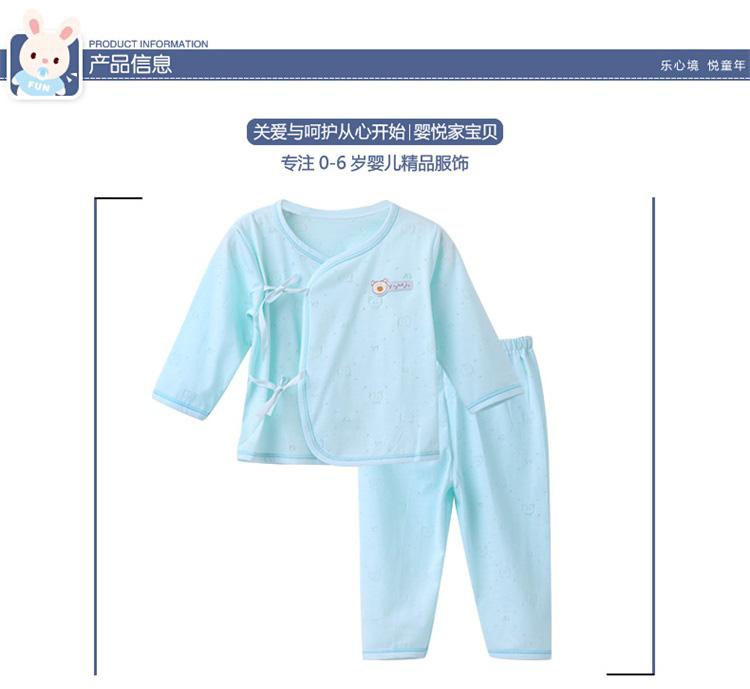 PRODUCT INFORMATION
产品信息
乐心境 悦童年
FUN
关爱与呵护从心开始|婴悦家宝贝
专注0-6岁婴儿精品服饰